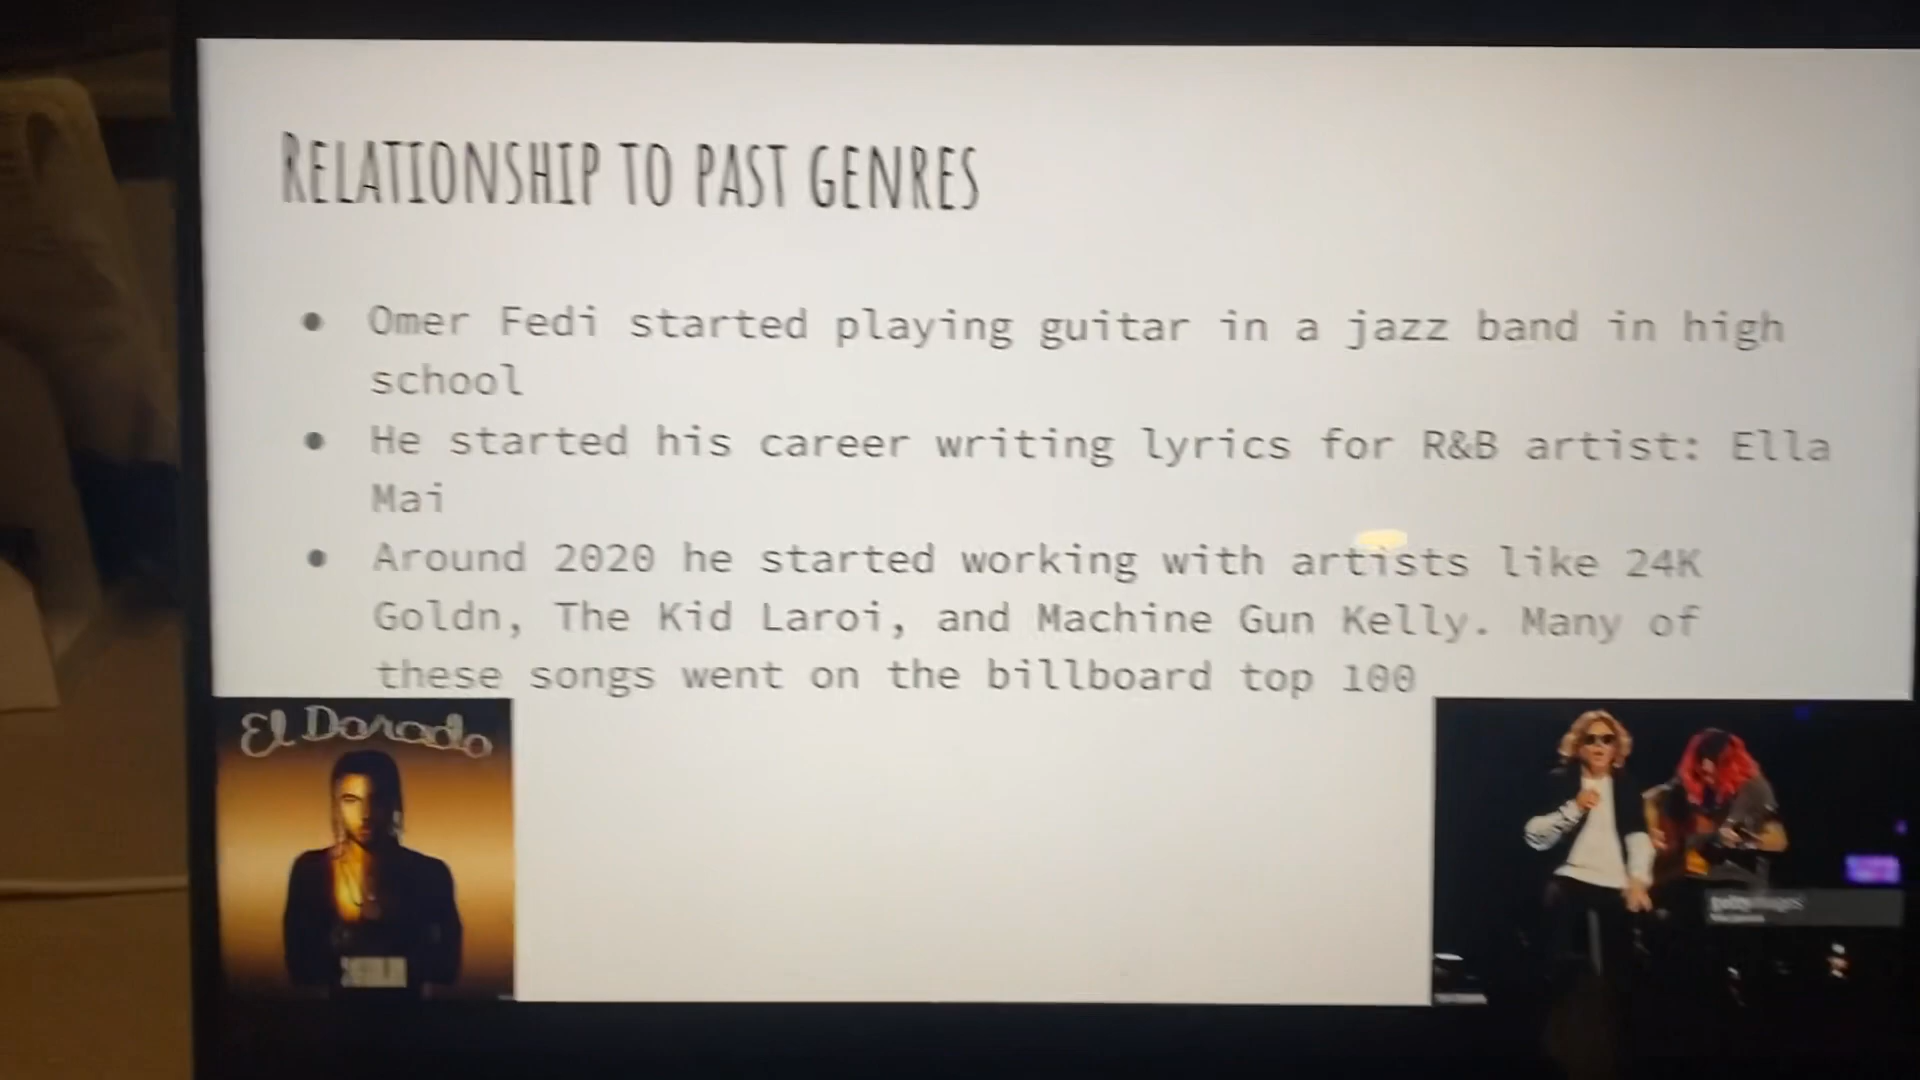 RELATIONSHIP TO PAST GENRES
● Omer Fedi started playing guitar in a jazz band in high
school
● He started his career writing lyrics for R&B artist: Ella
Mai
● Around 2020 he started working with artists like 24K
Goldn, The Kid Laroi, and Machine Gun Kelly. Many of
these songs went on the billboard top 100
El Dorado
gettyimages